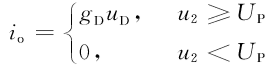 i_o = { g_D u_D, u_2 ⩾ U_P
0, u_2 < U_P